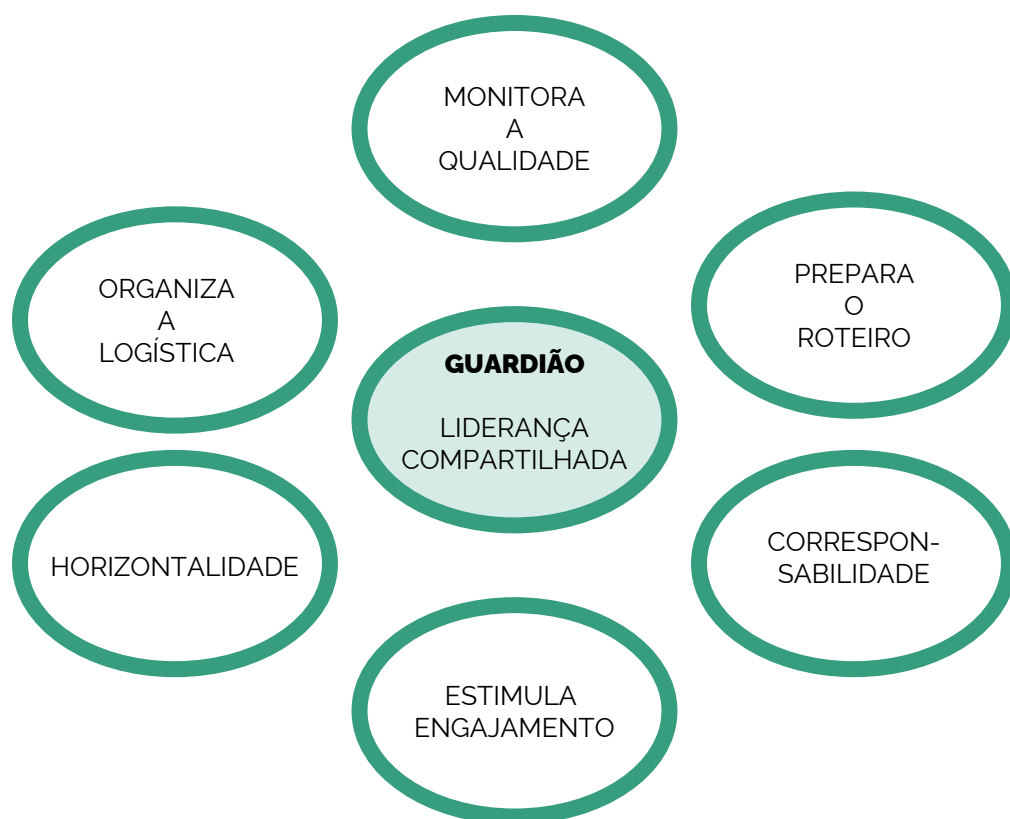 MONITORA
A
QUALIDADE
ORGANIZA
A
LOGÍSTICA
PREPARA
O
ROTEIRO
GUARDIÃO
LIDERANÇA
COMPARTILHADA
HORIZONTALIDADE
CORRESPON-
SABILIDADE
ESTIMULA
ENGAJAMENTO